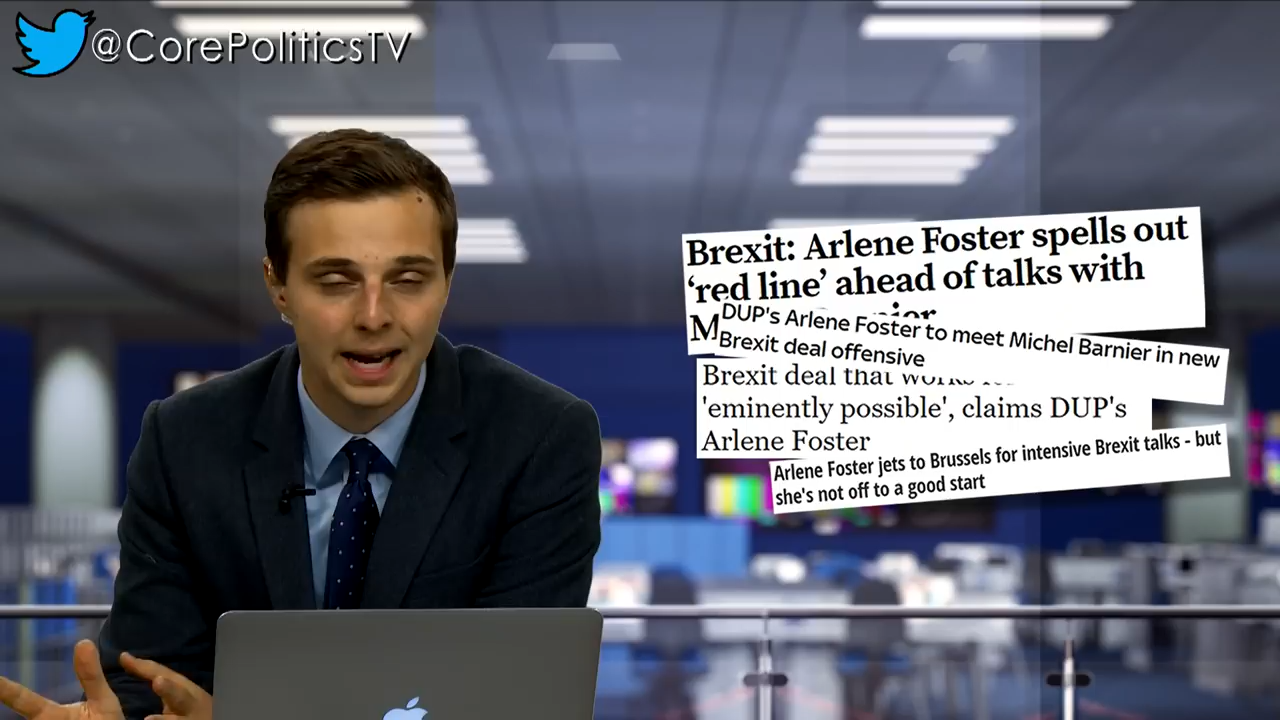 @CorePoliticsTV
Brexit: Arlene Foster spells out
‘red line’ ahead of talks with
DUP's Arlene Foster to meet Michel Barnier in new
Brexit deal offensive
Brexit deal that
'eminently possible', claims DUP's
Arlene Foster
Arlene Foster jets to Brussels for intensive Brexit talks - but
she's not off to a good start